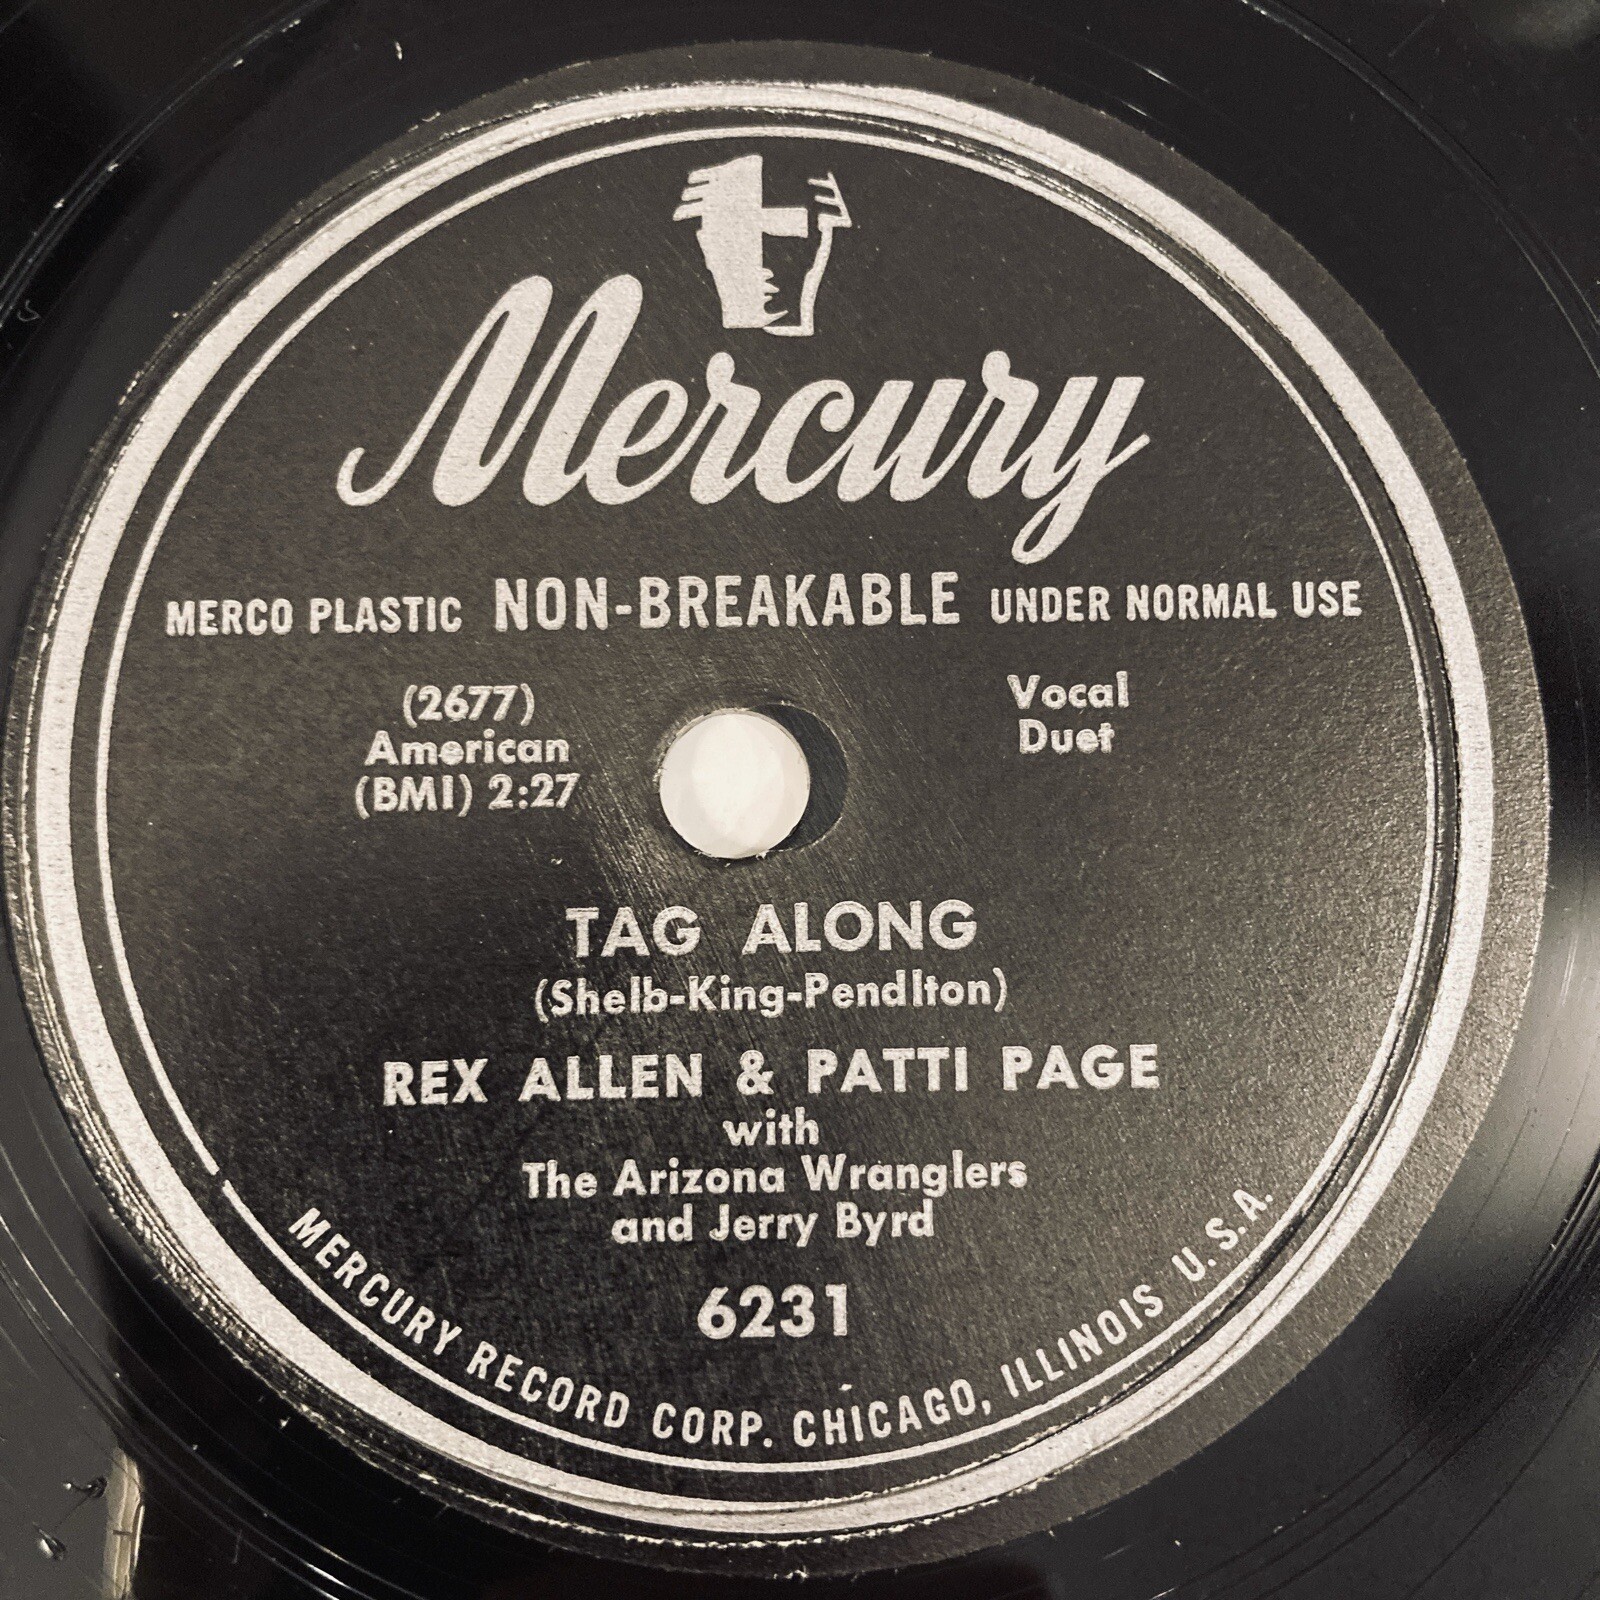 Mercury
MERCO PLASTIC NON-BREAKABLE UNDER NORMAL USE
(2677)
American
(BMI) 2:27
Vocal
Duet
TAG ALONG
(Shelb-King-Pendlton)
REX ALLEN & PATTI PAGE
with
The Arizona Wranglers
and Jerry Byrd
6231
MERCURY RECORD CORP. CHICAGO, ILLINOIS U.S.A.